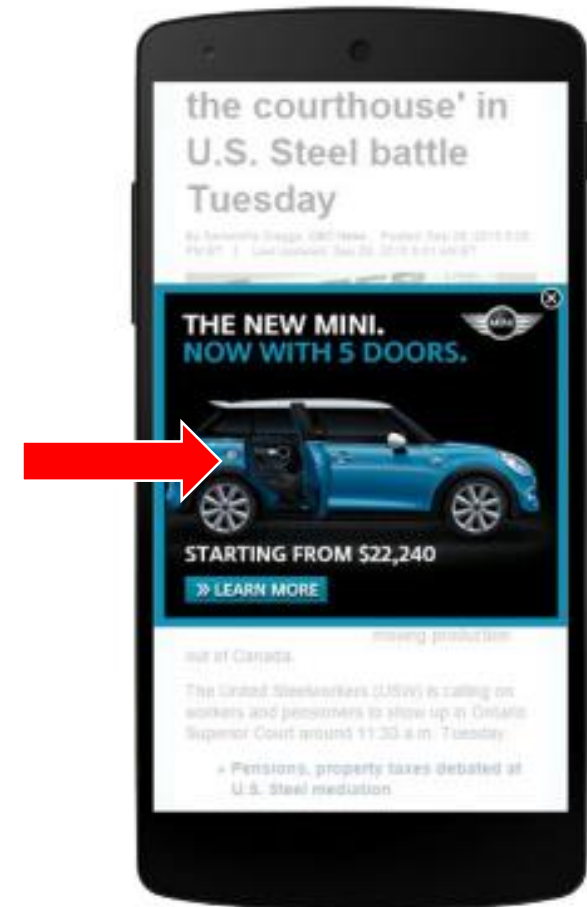 the courthouse' in
U.S. Steel battle
Tuesday
THE NEW MINI.
NOW WITH 5 DOORS.
MINI
STARTING FROM $22,240
» LEARN MORE
moving production
out of Canada.
The United Steelworkers (USW) is calling on
workers and pensioners to show up in Ontario
Superior Court around 11:30 a.m. Tuesday.
» Pensions, property taxes debated at
U.S. Steel mediation